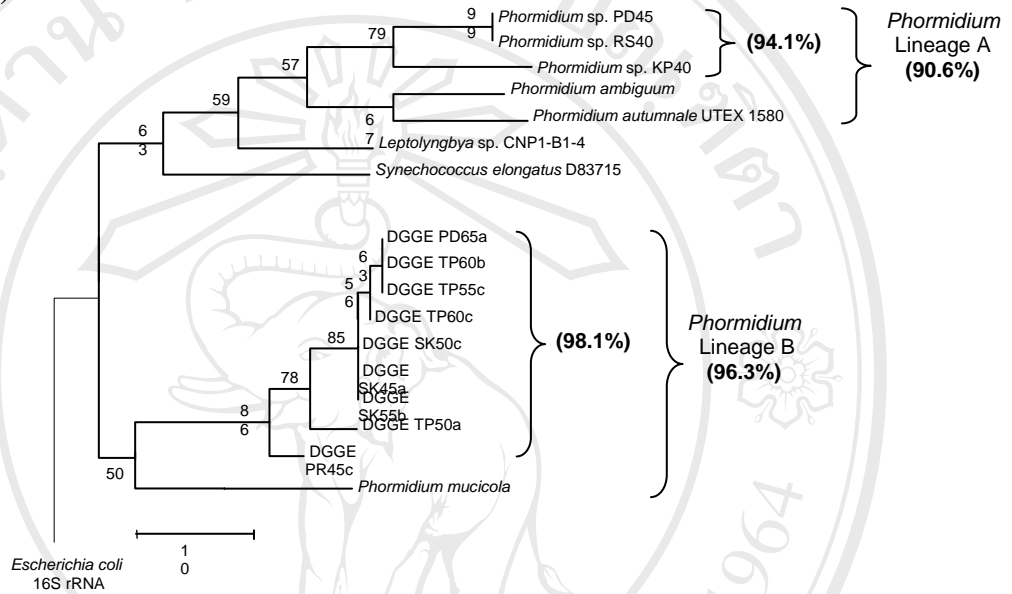 )
9
9
Phormidium sp. PD45
Phormidium sp. RS40
79
(94.1%)
Phormidium sp. KP40
Phormidium
Lineage A
(90.6%)
57
Phormidium ambiguum
59
6
7
Phormidium autumnale UTEX 1580
6
3
Leptolyngbya sp. CNP1-B1-4
Synechococcus elongatus D83715
DGGE PD65a
6
3
DGGE TP60b
5
6
DGGE TP55c
DGGE TP60c
85
DGGE SK50c
(98.1%)
Phormidium
Lineage B
(96.3%)
DGGE
SK45a
78
DGGE
SK55b
8
6
DGGE TP50a
DGGE
PR45c
50
Phormidium mucicola
1
0
Escherichia coli
16S rRNA
1964